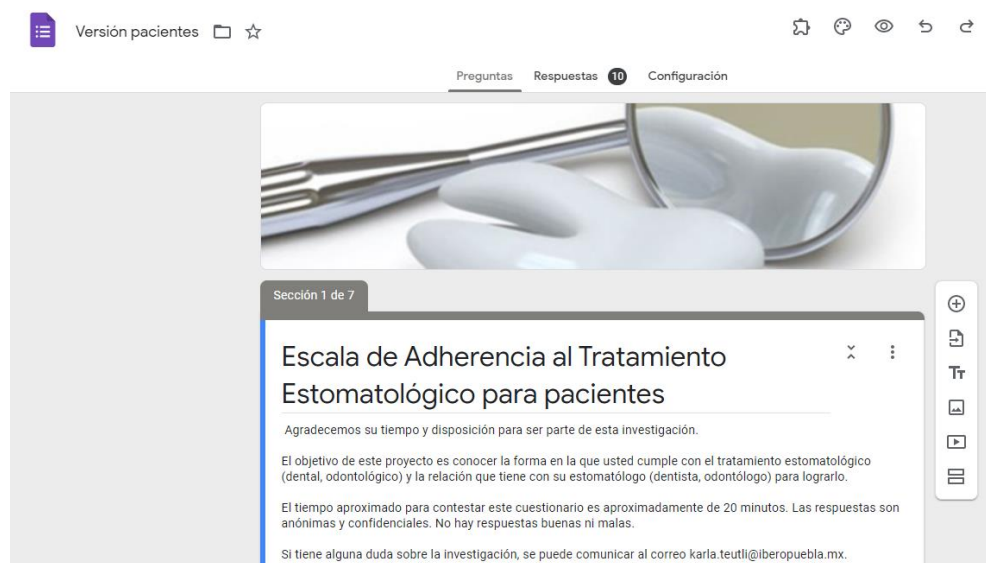 Versión pacientes
Preguntas Respuestas 10 Configuración
Sección 1 de 7
Escala de Adherencia al Tratamiento
Estomatológico para pacientes
Agradecemos su tiempo y disposición para ser parte de esta investigación.
El objetivo de este proyecto es conocer la forma en la que usted cumple con el tratamiento estomatológico
(dental, odontológico) y la relación que tiene con su estomatólogo (dentista, odontólogo) para lograrlo.
El tiempo aproximado para contestar este cuestionario es aproximadamente de 20 minutos. Las respuestas son
anónimas y confidenciales. No hay respuestas buenas ni malas.
Si tiene alguna duda sobre la investigación, se puede comunicar al correo karla.teutli@iberopuebla.mx.
Tт